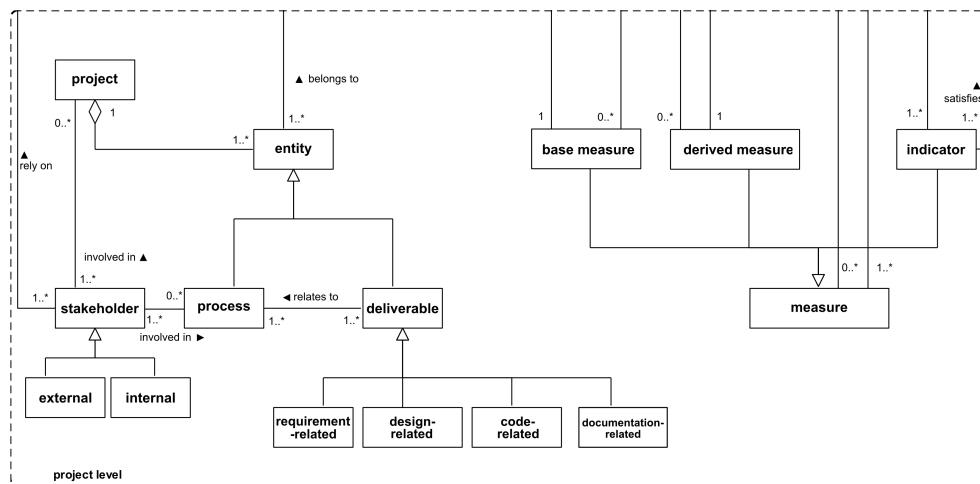 project
▲ belongs to
▲
satisfies
0..*
1
1..*
1..*
entity
1
0..*
base measure
0..*
1
derived measure
1..*
1..*
indicator
▲
rely on
involved in ▲
1..*
0..*
1..*
1..*
stakeholder
0..*
1..*
involved in ►
process
◄ relates to
1..*
1..*
deliverable
measure
external
internal
requirement
-related
design-
related
code-
related
documentation-
related
project level